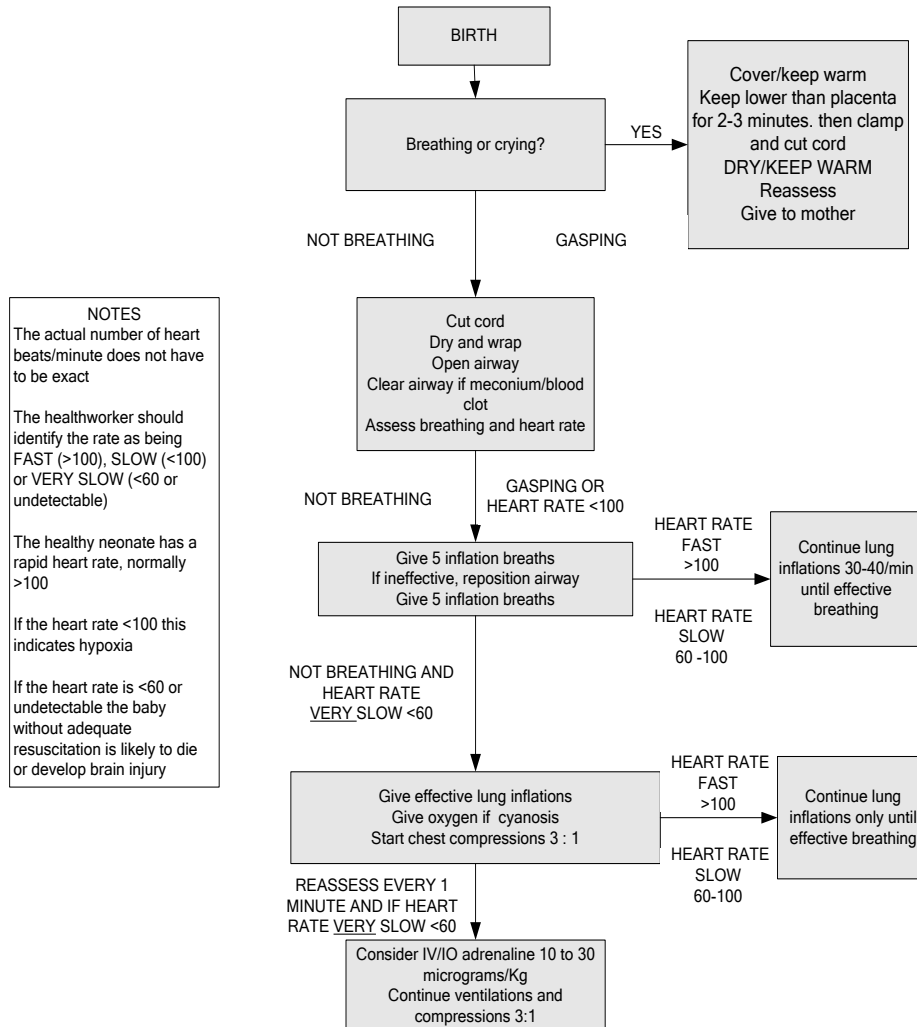 BIRTH
Breathing or crying?
YES
Cover/keep warm
Keep lower than placenta
for 2-3 minutes. then clamp
and cut cord
DRY/KEEP WARM
Reassess
Give to mother
NOT BREATHING
GASPING
Cut cord
Dry and wrap
Open airway
Clear airway if meconium/blood
clot
Assess breathing and heart rate
NOT BREATHING
GASPING OR
HEART RATE <100
Give 5 inflation breaths
If ineffective, reposition airway
Give 5 inflation breaths
HEART RATE
FAST
>100
HEART RATE
SLOW
60 -100
Continue lung
inflations 30-40/min
until effective
breathing
NOT BREATHING AND
HEART RATE
VERY SLOW <60
Give effective lung inflations
Give oxygen if cyanosis
Start chest compressions 3 : 1
HEART RATE
FAST
>100
HEART RATE
SLOW
60-100
Continue lung
inflations only until
effective breathing
REASSESS EVERY 1
MINUTE AND IF HEART
RATE VERY SLOW <60
Consider IV/IO adrenaline 10 to 30
micrograms/Kg
Continue ventilations and
compressions 3:1
NOTES
The actual number of heart
beats/minute does not have
to be exact
The healthworker should
identify the rate as being
FAST (>100), SLOW (<100)
or VERY SLOW (<60 or
undetectable)
The healthy neonate has a
rapid heart rate, normally
>100
If the heart rate <100 this
indicates hypoxia
If the heart rate is <60 or
undetectable the baby
without adequate
resuscitation is likely to die
or develop brain injury